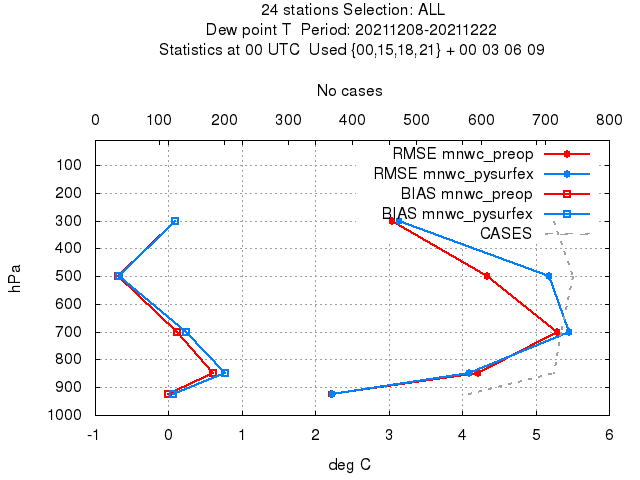 24 stations Selection: ALL
Dew point T  Period: 20211208-20211222
Statistics at 00 UTC  Used {00,15,18,21} + 00 03 06 09
No cases
0 100 200 300 400 500 600 700 800
RMSE mnwc_preop
RMSE mnwc_pysurfex
BIAS mnwc_preop
BIAS mnwc_pysurfex
CASES
hPa
100
200
300
400
500
600
700
800
900
1000
-1 0 1 2 3 4 5 6
deg C